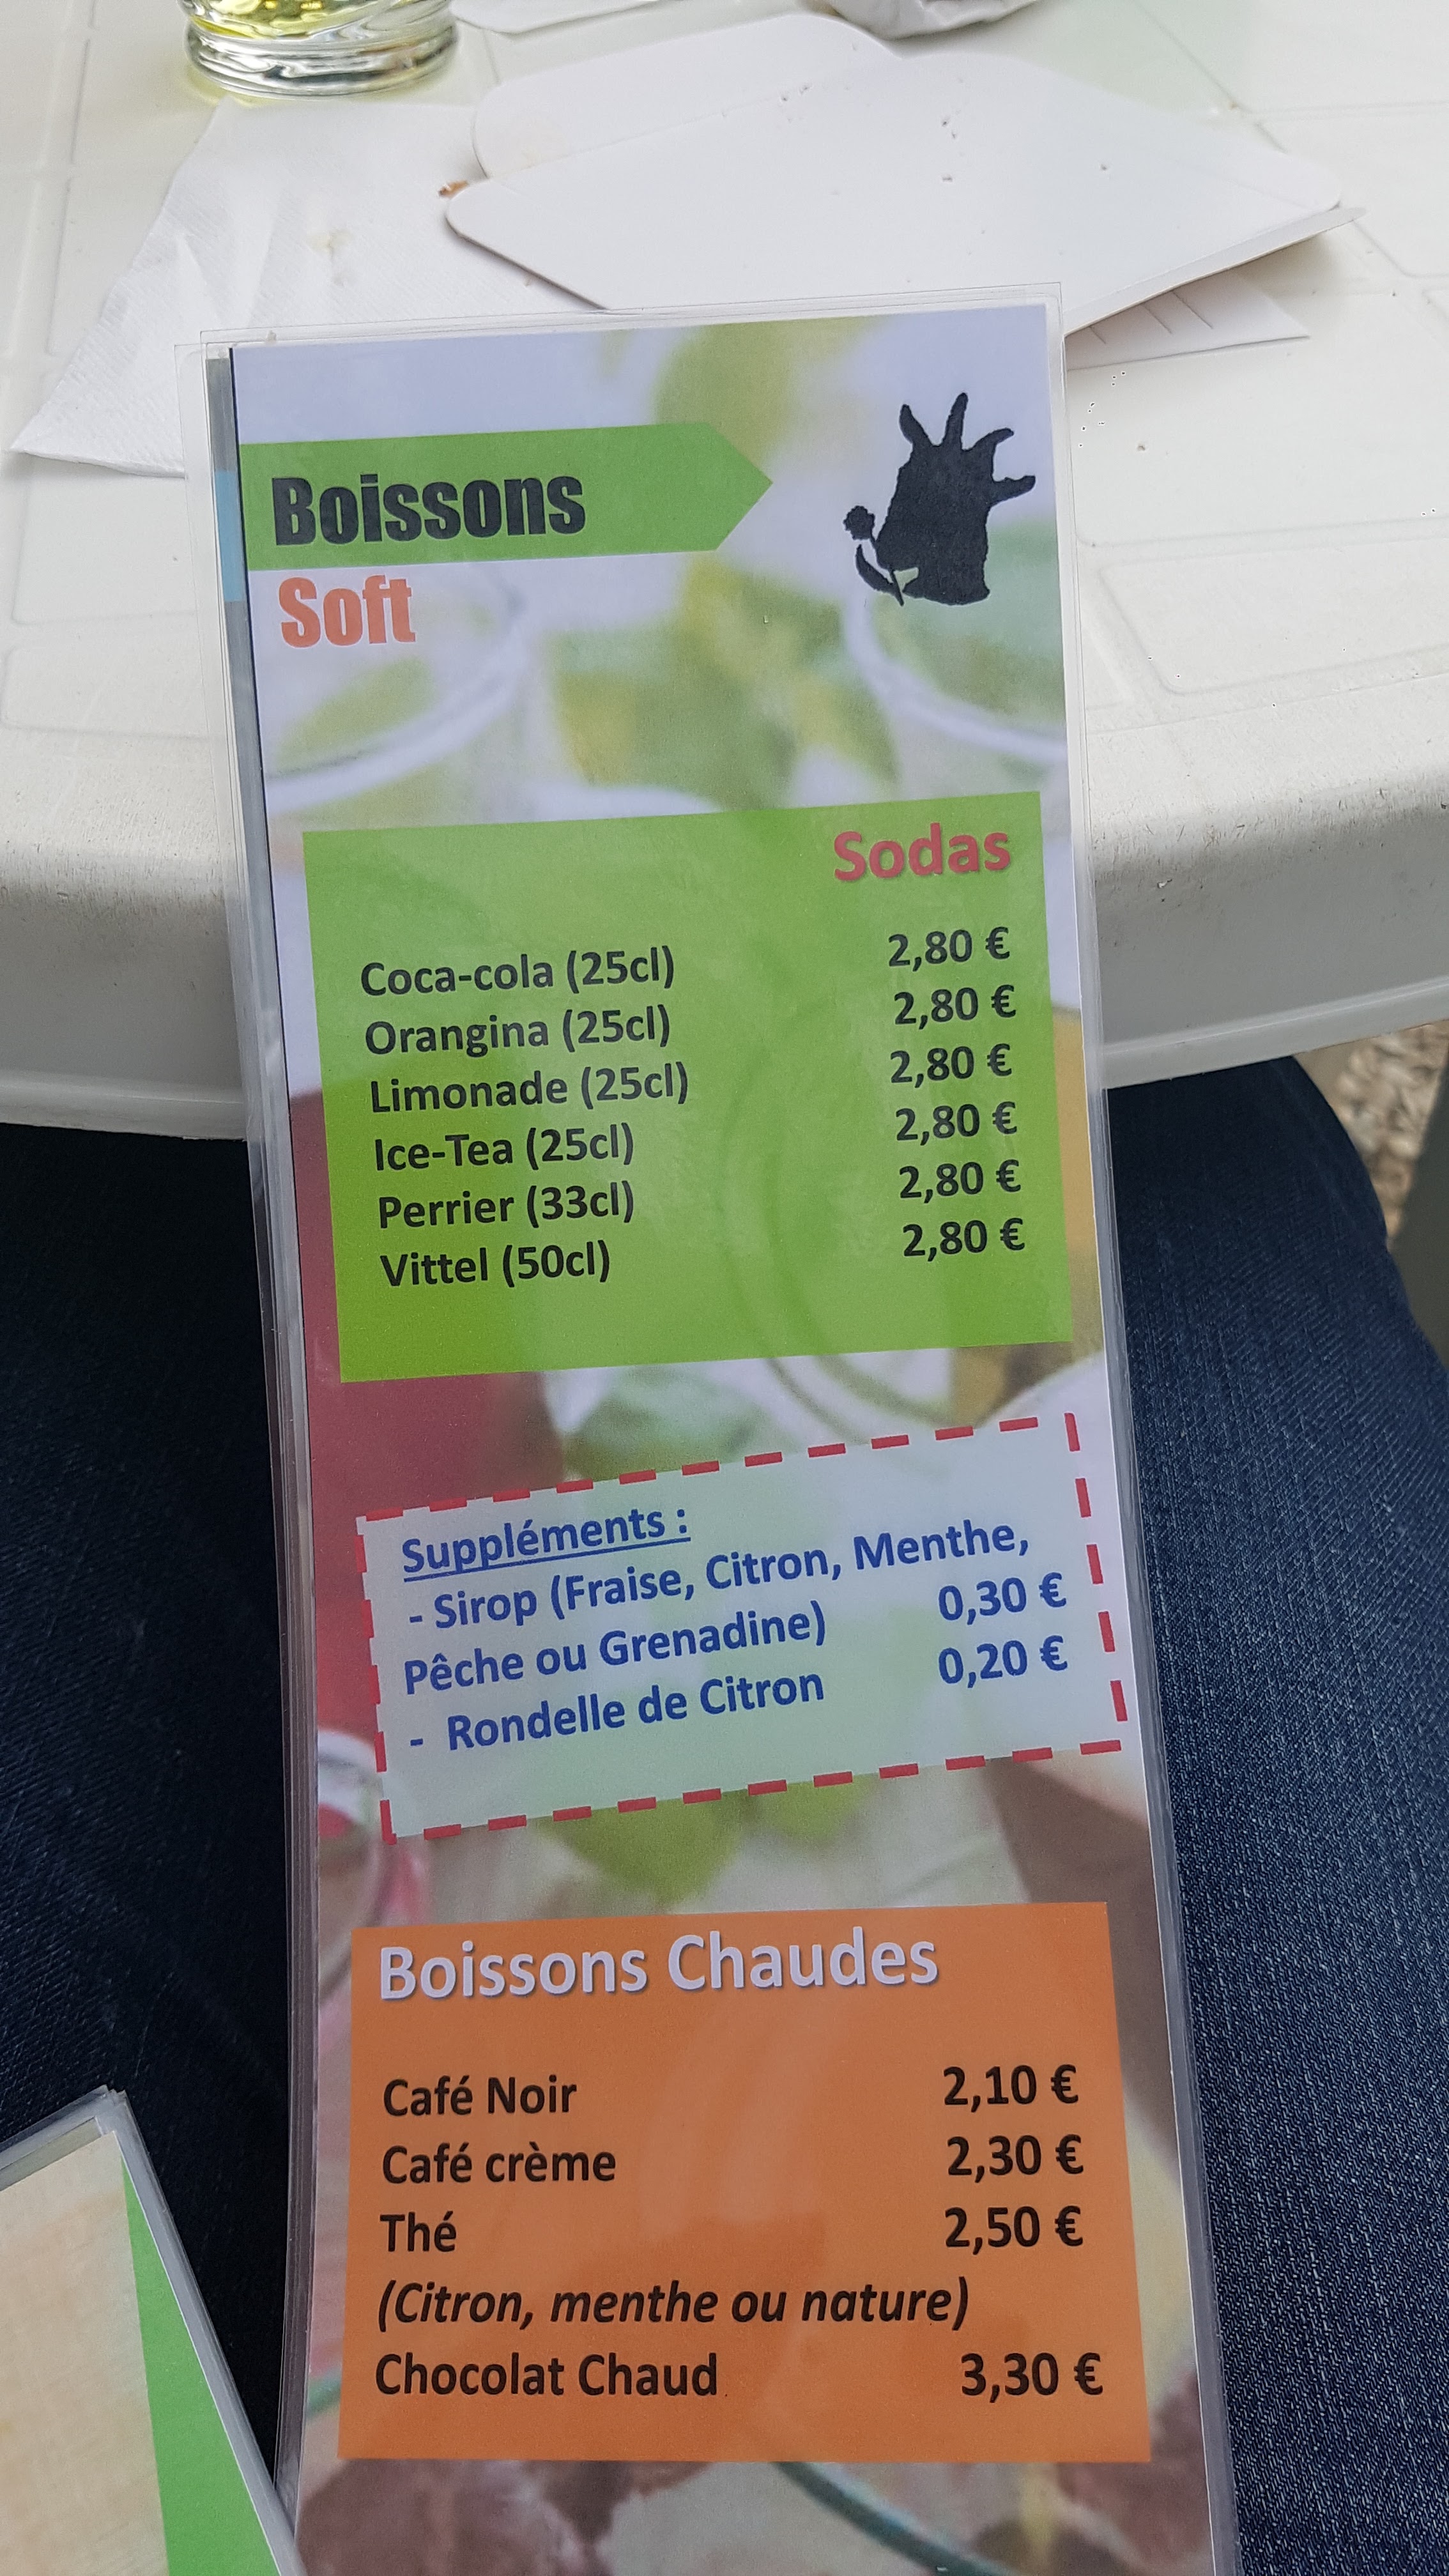 Boissons
Soft
Sodas
Coca-cola (25cl) 2,80 €
Orangina (25cl) 2,80 €
Limonade (25cl) 2,80 €
Ice-Tea (25cl) 2,80 €
Perrier (33cl) 2,80 €
Vittel (50cl) 2,80 €
Suppléments :
- Sirop (Fraise, Citron, Menthe,
Pêche ou Grenadine) 0,30 €
- Rondelle de Citron 0,20 €
Boissons Chaudes
Café Noir 2,10 €
Café crème 2,30 €
Thé 2,50 €
(Citron, menthe ou nature)
Chocolat Chaud 3,30 €